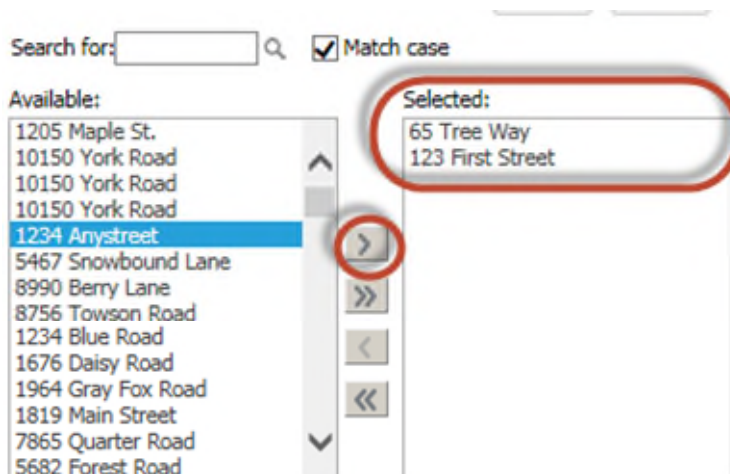 Search for:
Match case
Available:
Selected:
1205 Maple St.
10150 York Road
10150 York Road
10150 York Road
1234 Anystreet
5467 Snowbound Lane
8990 Berry Lane
8756 Towson Road
1234 Blue Road
1676 Daisy Road
1964 Gray Fox Road
1819 Main Street
7865 Quarter Road
5682 Forest Road
65 Tree Way
123 First Street